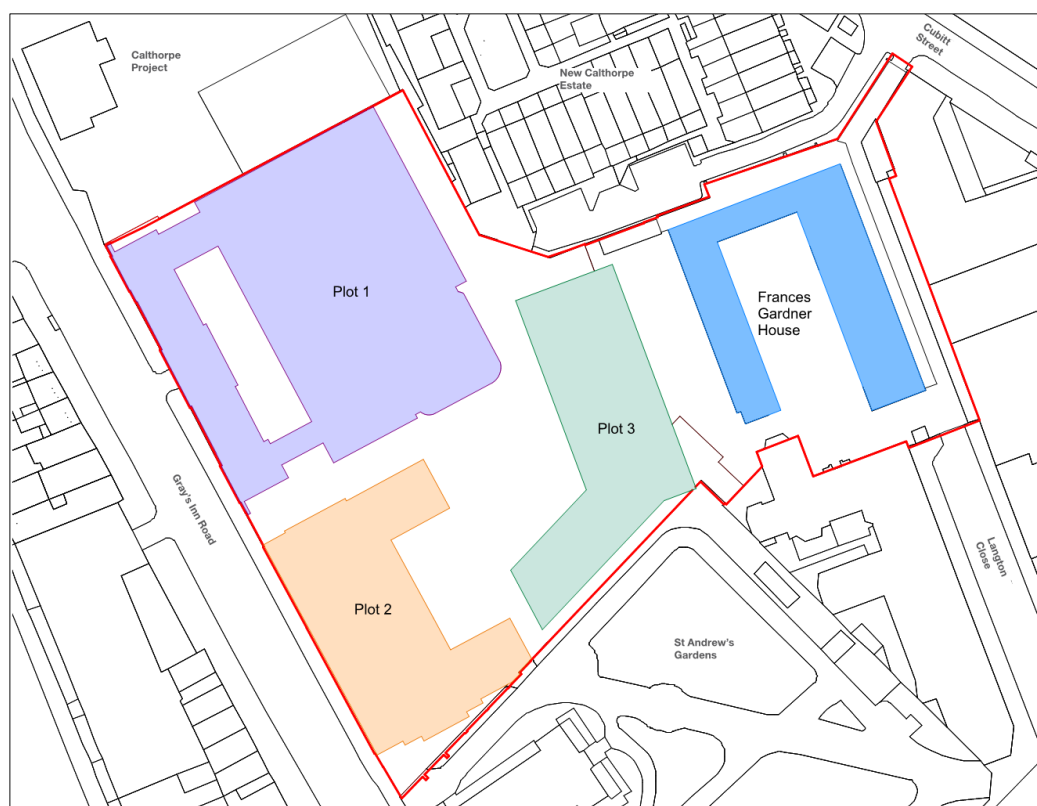 Calthorpe
Project
Cubitt
Street
New Calthorpe
Estate
Plot 1
Frances
Gardner
House
Plot 3
Gray's Inn Road
Plot 2
Langton
Close
St Andrew's
Gardens